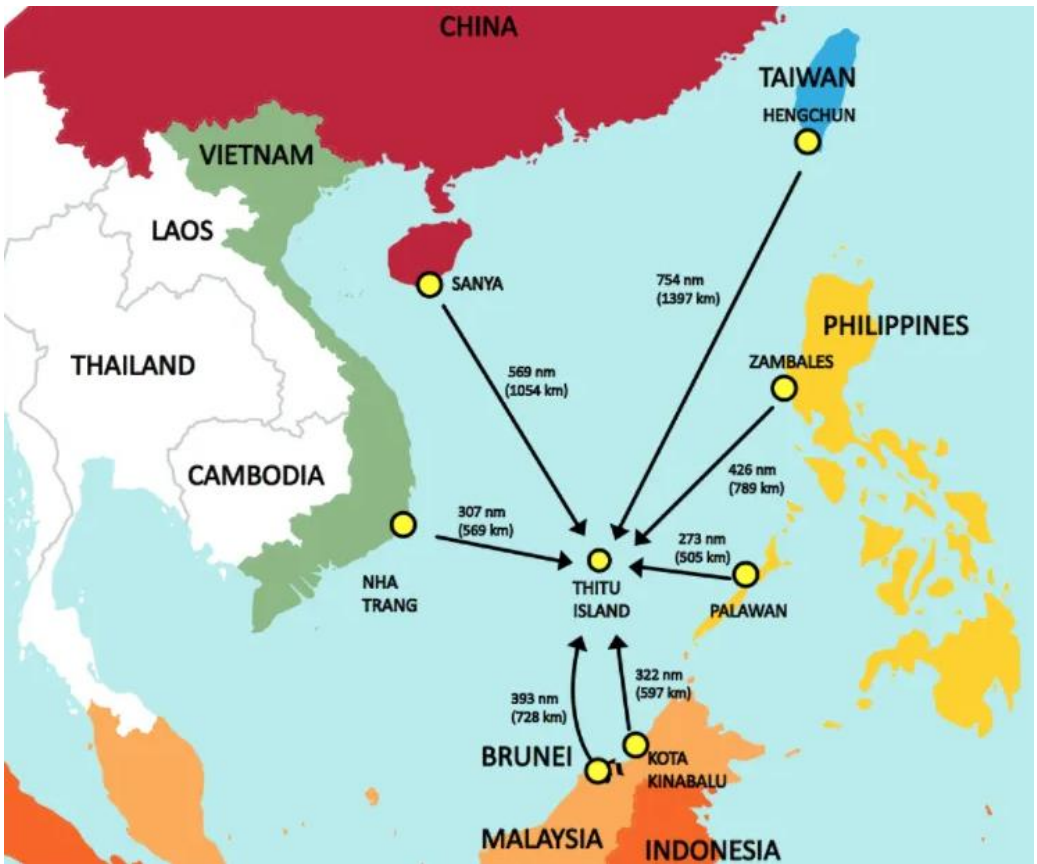 CHINA
TAIWAN
HENGCHUN
VIETNAM
LAOS
SANYA
754 nm
(1397 km)
PHILIPPINES
ZAMBALES
THAILAND
569 nm
(1054 km)
CAMBODIA
426 nm
(789 km)
307 nm
(569 km)
273 nm
(505 km)
NHA
TRANG
THITU
ISLAND
PALAWAN
393 nm
(728 km)
322 nm
(597 km)
BRUNEI
KOTA
KINABALU
MALAYSIA
INDONESIA